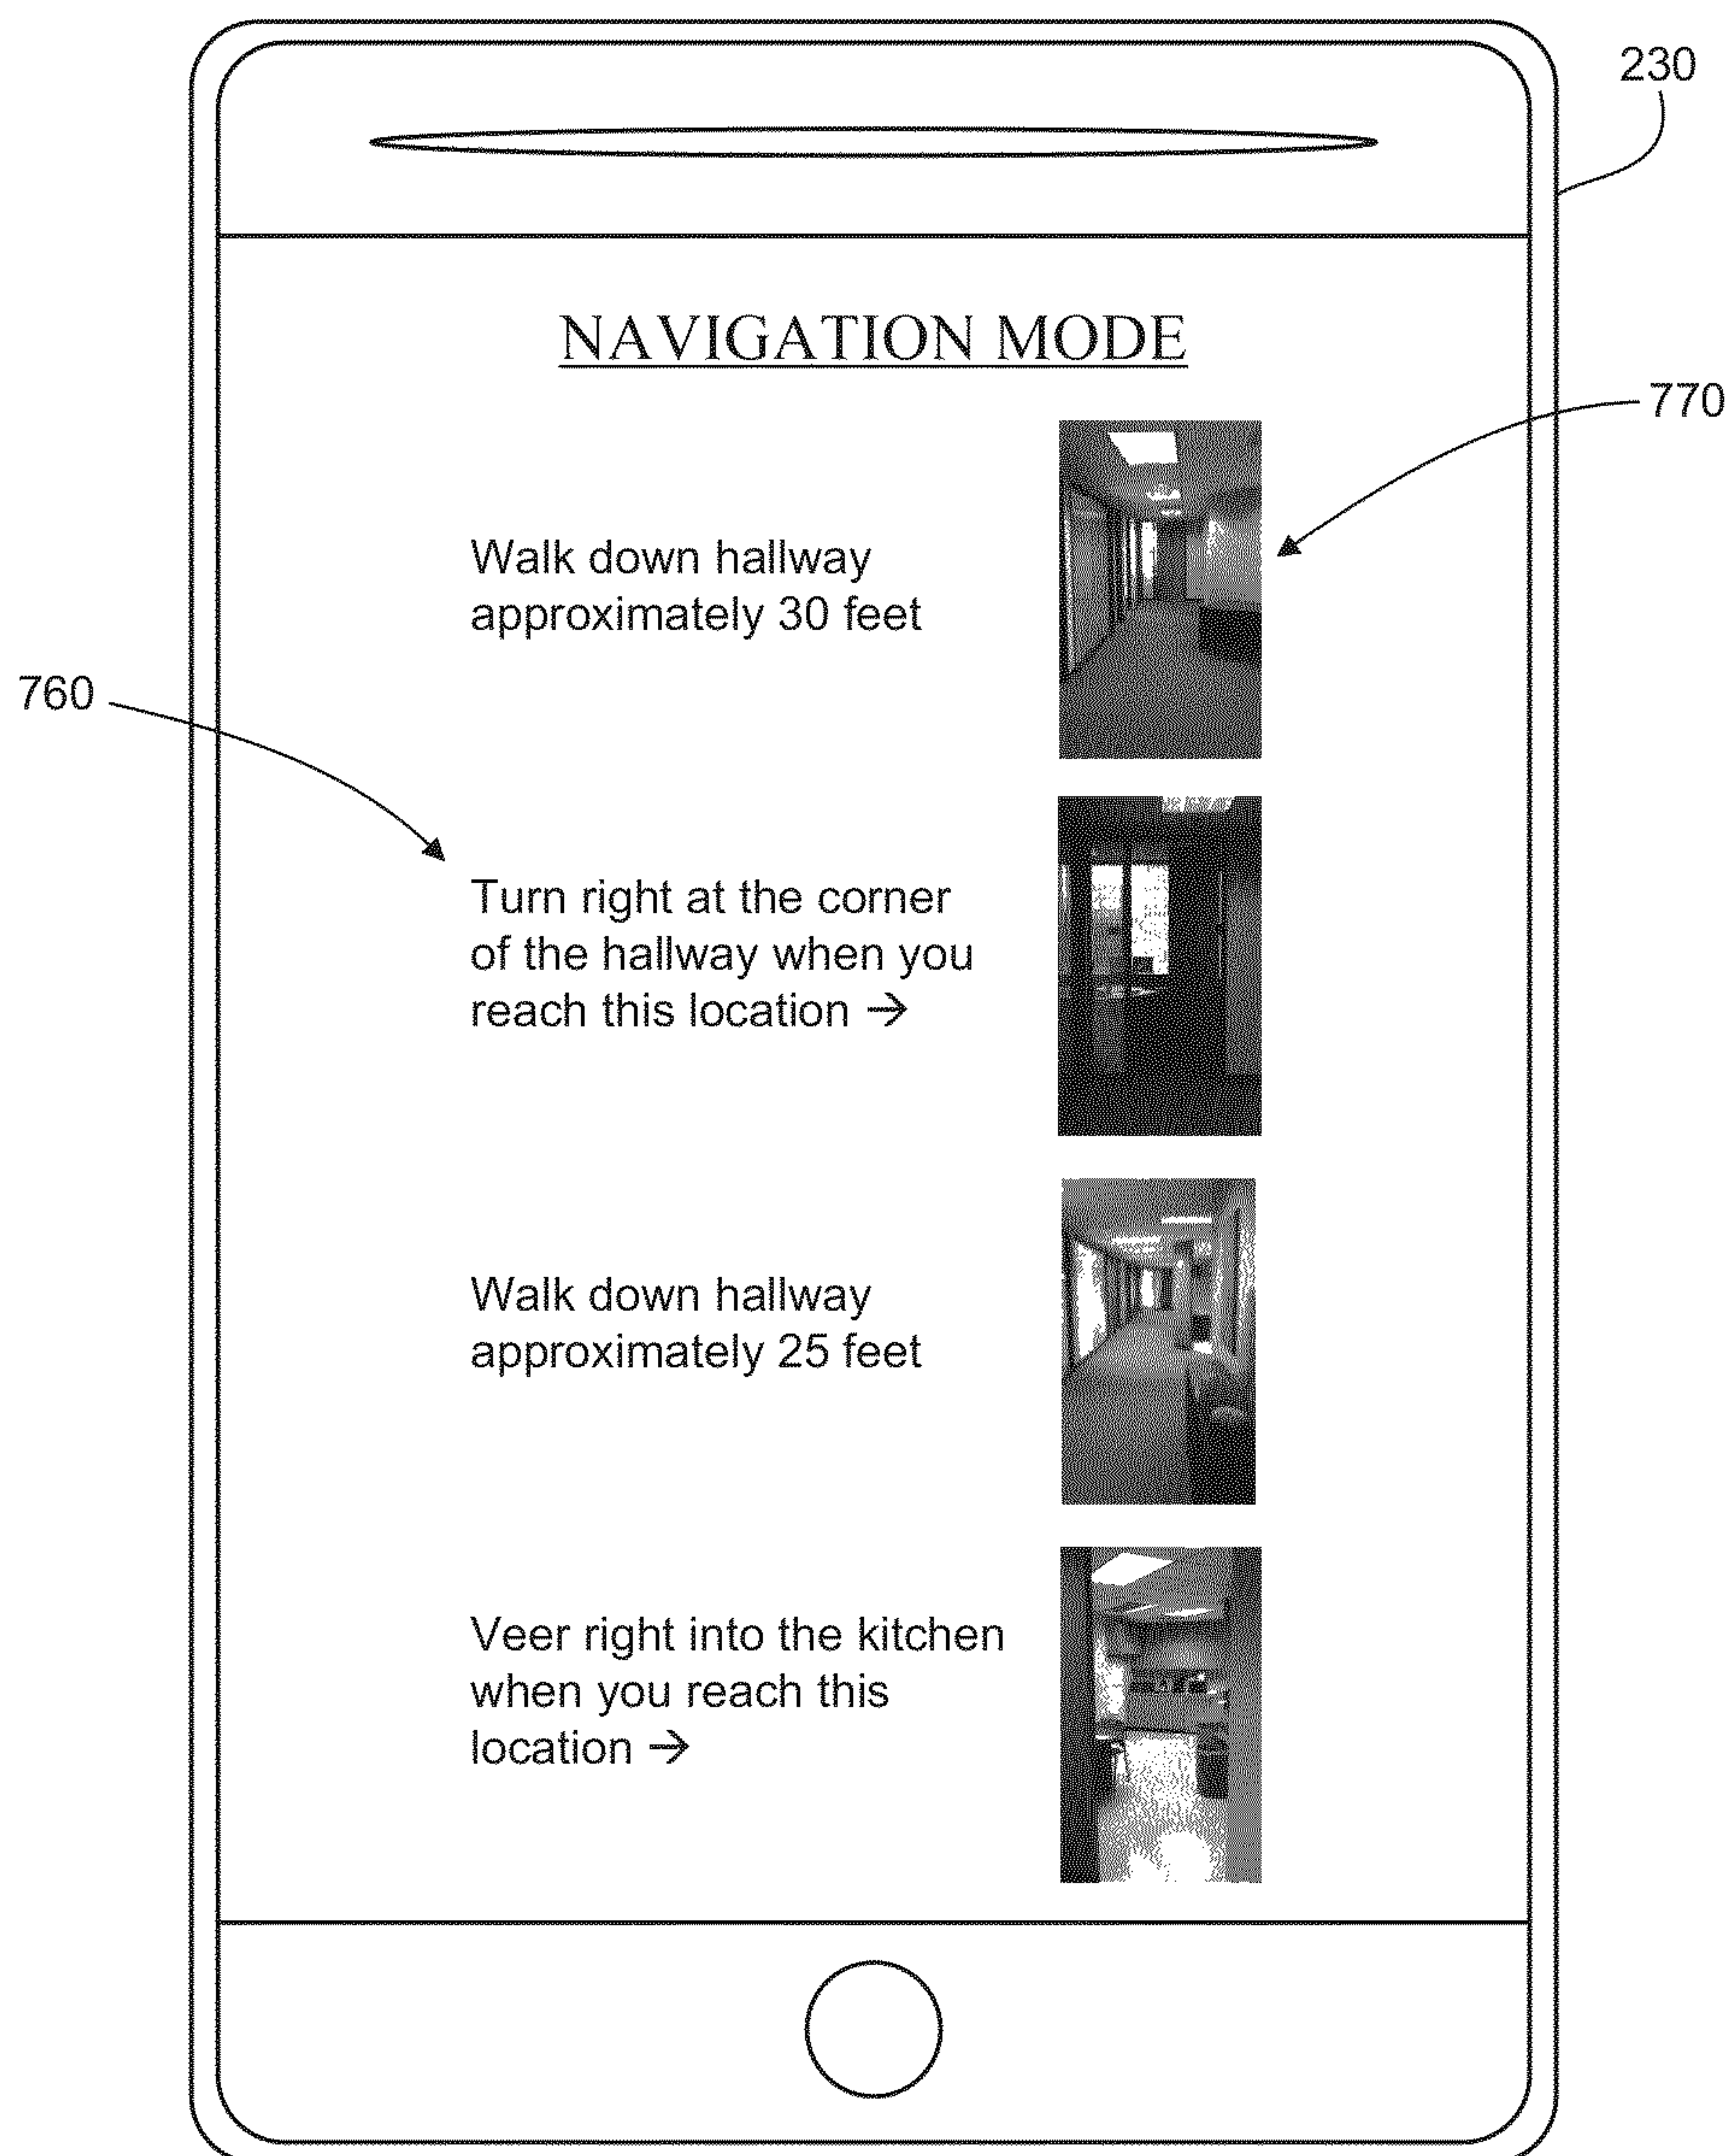 230
NAVIGATION MODE
770
Walk down hallway
approximately 30 feet
760
Turn right at the corner
of the hallway when you
reach this location →
Walk down hallway
approximately 25 feet
Veer right into the kitchen
when you reach this
location →